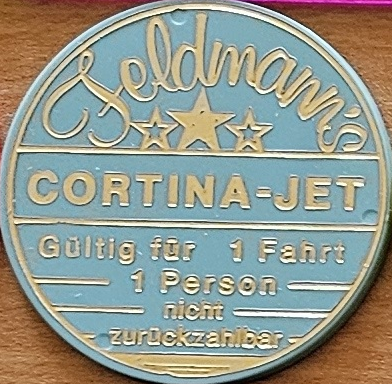 Feldmann's
CORTINA-JET
Gültig für 1 Fahrt
1 Person
nicht
zurückzahlbar